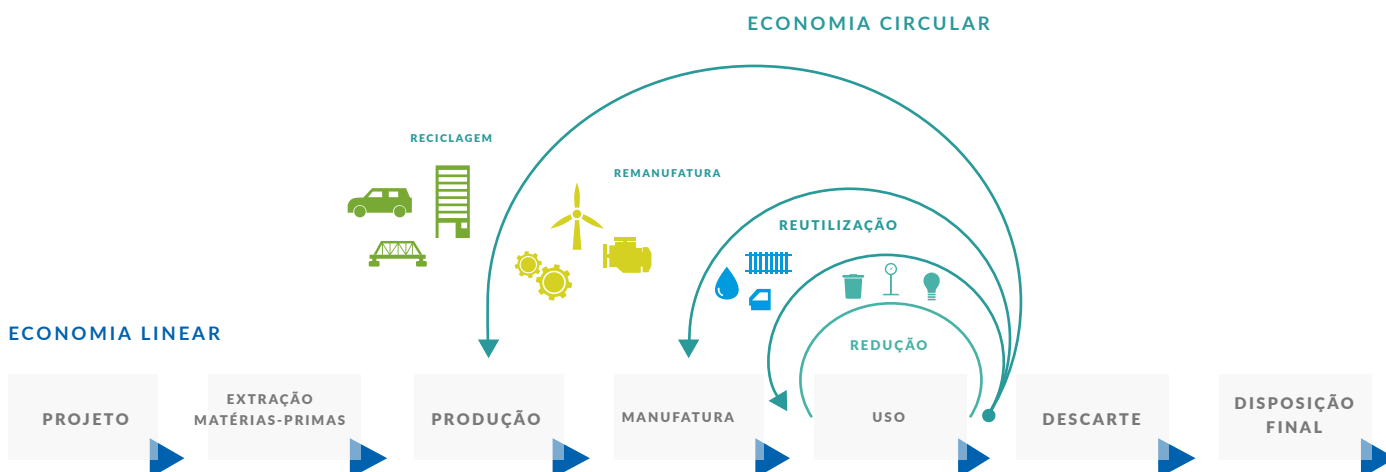 ECONOMIA CIRCULAR
RECICLAGEM
REMANUFATURA
REUTILIZAÇÃO
ECONOMIA LINEAR
REDUÇÃO
PROJETO
EXTRAÇÃO
MATÉRIAS-PRIMAS
PRODUÇÃO
MANUFATURA
USO
DESCARTE
DISPOSIÇÃO
FINAL